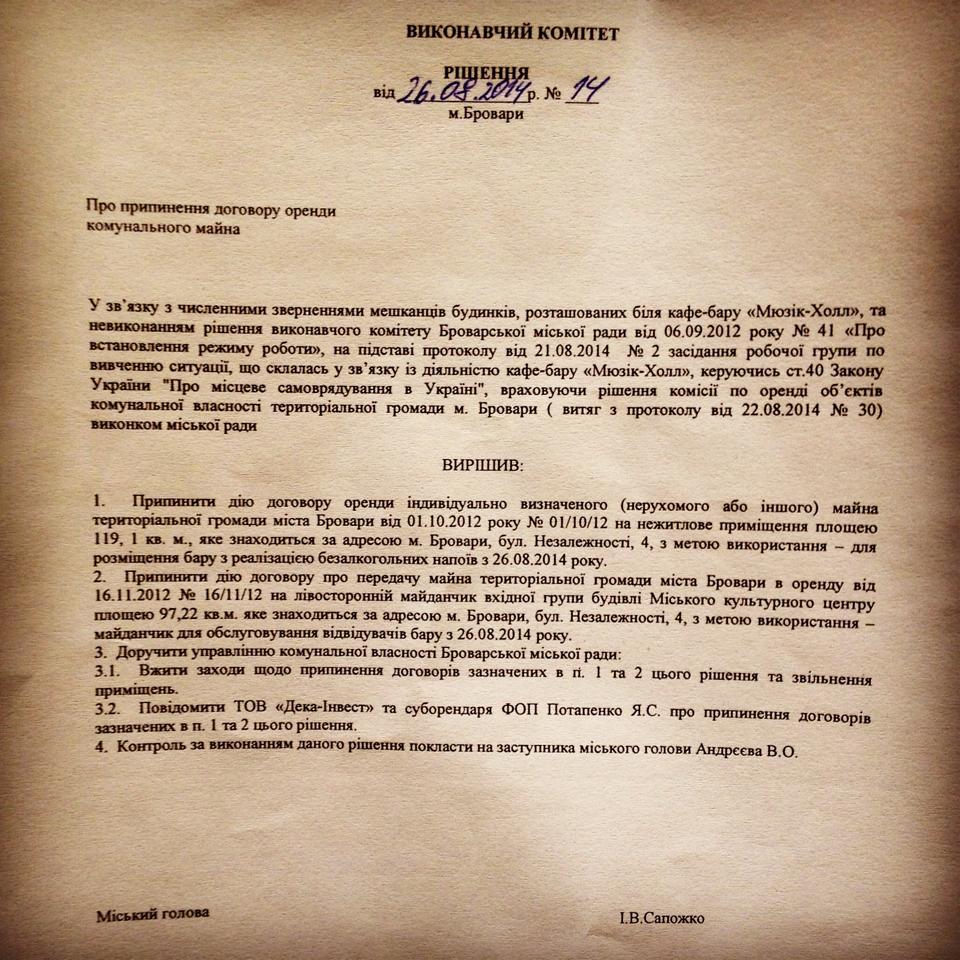 ВИКОНАВЧИЙ КОМІТЕТ
РІШЕННЯ
від 26.08.2014 р. № 14
м.Бровари
Про припинення договору оренди
комунального майна
У зв’язку з численними зверненнями мешканців будинків, розташованих біля кафе-бару «Мюзік-Холл», та
невиконанням рішення виконавчого комітету Броварської міської ради від 06.09.2012 року № 41 «Про
встановлення режиму роботи», на підставі протоколу від 21.08.2014 № 2 засідання робочої групи по
вивченню ситуації, що склалась у зв’язку із діяльністю кафе-бару «Мюзік-Холл», керуючись ст.40 Закону
України "Про місцеве самоврядування в Україні", враховуючи рішення комісії по оренді об’єктів
комунальної власності територіальної громади м. Бровари ( витяг з протоколу від 22.08.2014 № 30)
виконком міської ради
ВИРІШИВ:
1. Припинити дію договору оренди індивідуально визначеного (нерухомого або іншого) майна
територіальної громади міста Бровари від 01.10.2012 року № 01/10/12 на нежитлове приміщення площею
119, 1 кв. м., яке знаходиться за адресою м. Бровари, бул. Незалежності, 4, з метою використання – для
розміщення бару з реалізацією безалкогольних напоїв з 26.08.2014 року.
2. Припинити дію договору про передачу майна територіальної громади міста Бровари в оренду від
16.11.2012 № 16/11/12 на лівосторонній майданчик вхідної групи будівлі Міського культурного центру
площею 97,22 кв.м. яке знаходиться за адресою м. Бровари, бул. Незалежності, 4, з метою використання –
майданчик для обслуговування відвідувачів бару з 26.08.2014 року.
3. Доручити управлінню комунальної власності Броварської міської ради:
3.1. Вжити заходи щодо припинення договорів зазначених в п. 1 та 2 цього рішення та звільнення
приміщень.
3.2. Повідомити ТОВ «Дека-Інвест» та суборендаря ФОП Потапенко Я.С. про припинення договорів
зазначених в п. 1 та 2 цього рішення.
4. Контроль за виконанням даного рішення покласти на заступника міського голови Андрєєва В.О.
Міський голова І.В.Сапожко